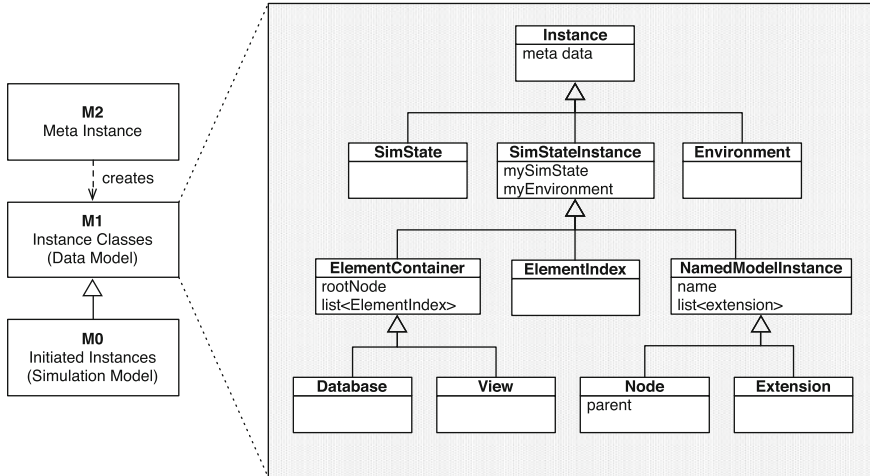 M2
Meta Instance
creates
M1
Instance Classes
(Data Model)
M0
Initiated Instances
(Simulation Model)
Instance
meta data
SimState
SimStateInstance
mySimState
myEnvironment
Environment
ElementContainer
rootNode
list<ElementIndex>
ElementIndex
NamedModelInstance
name
list<extension>
Database
View
Node
parent
Extension